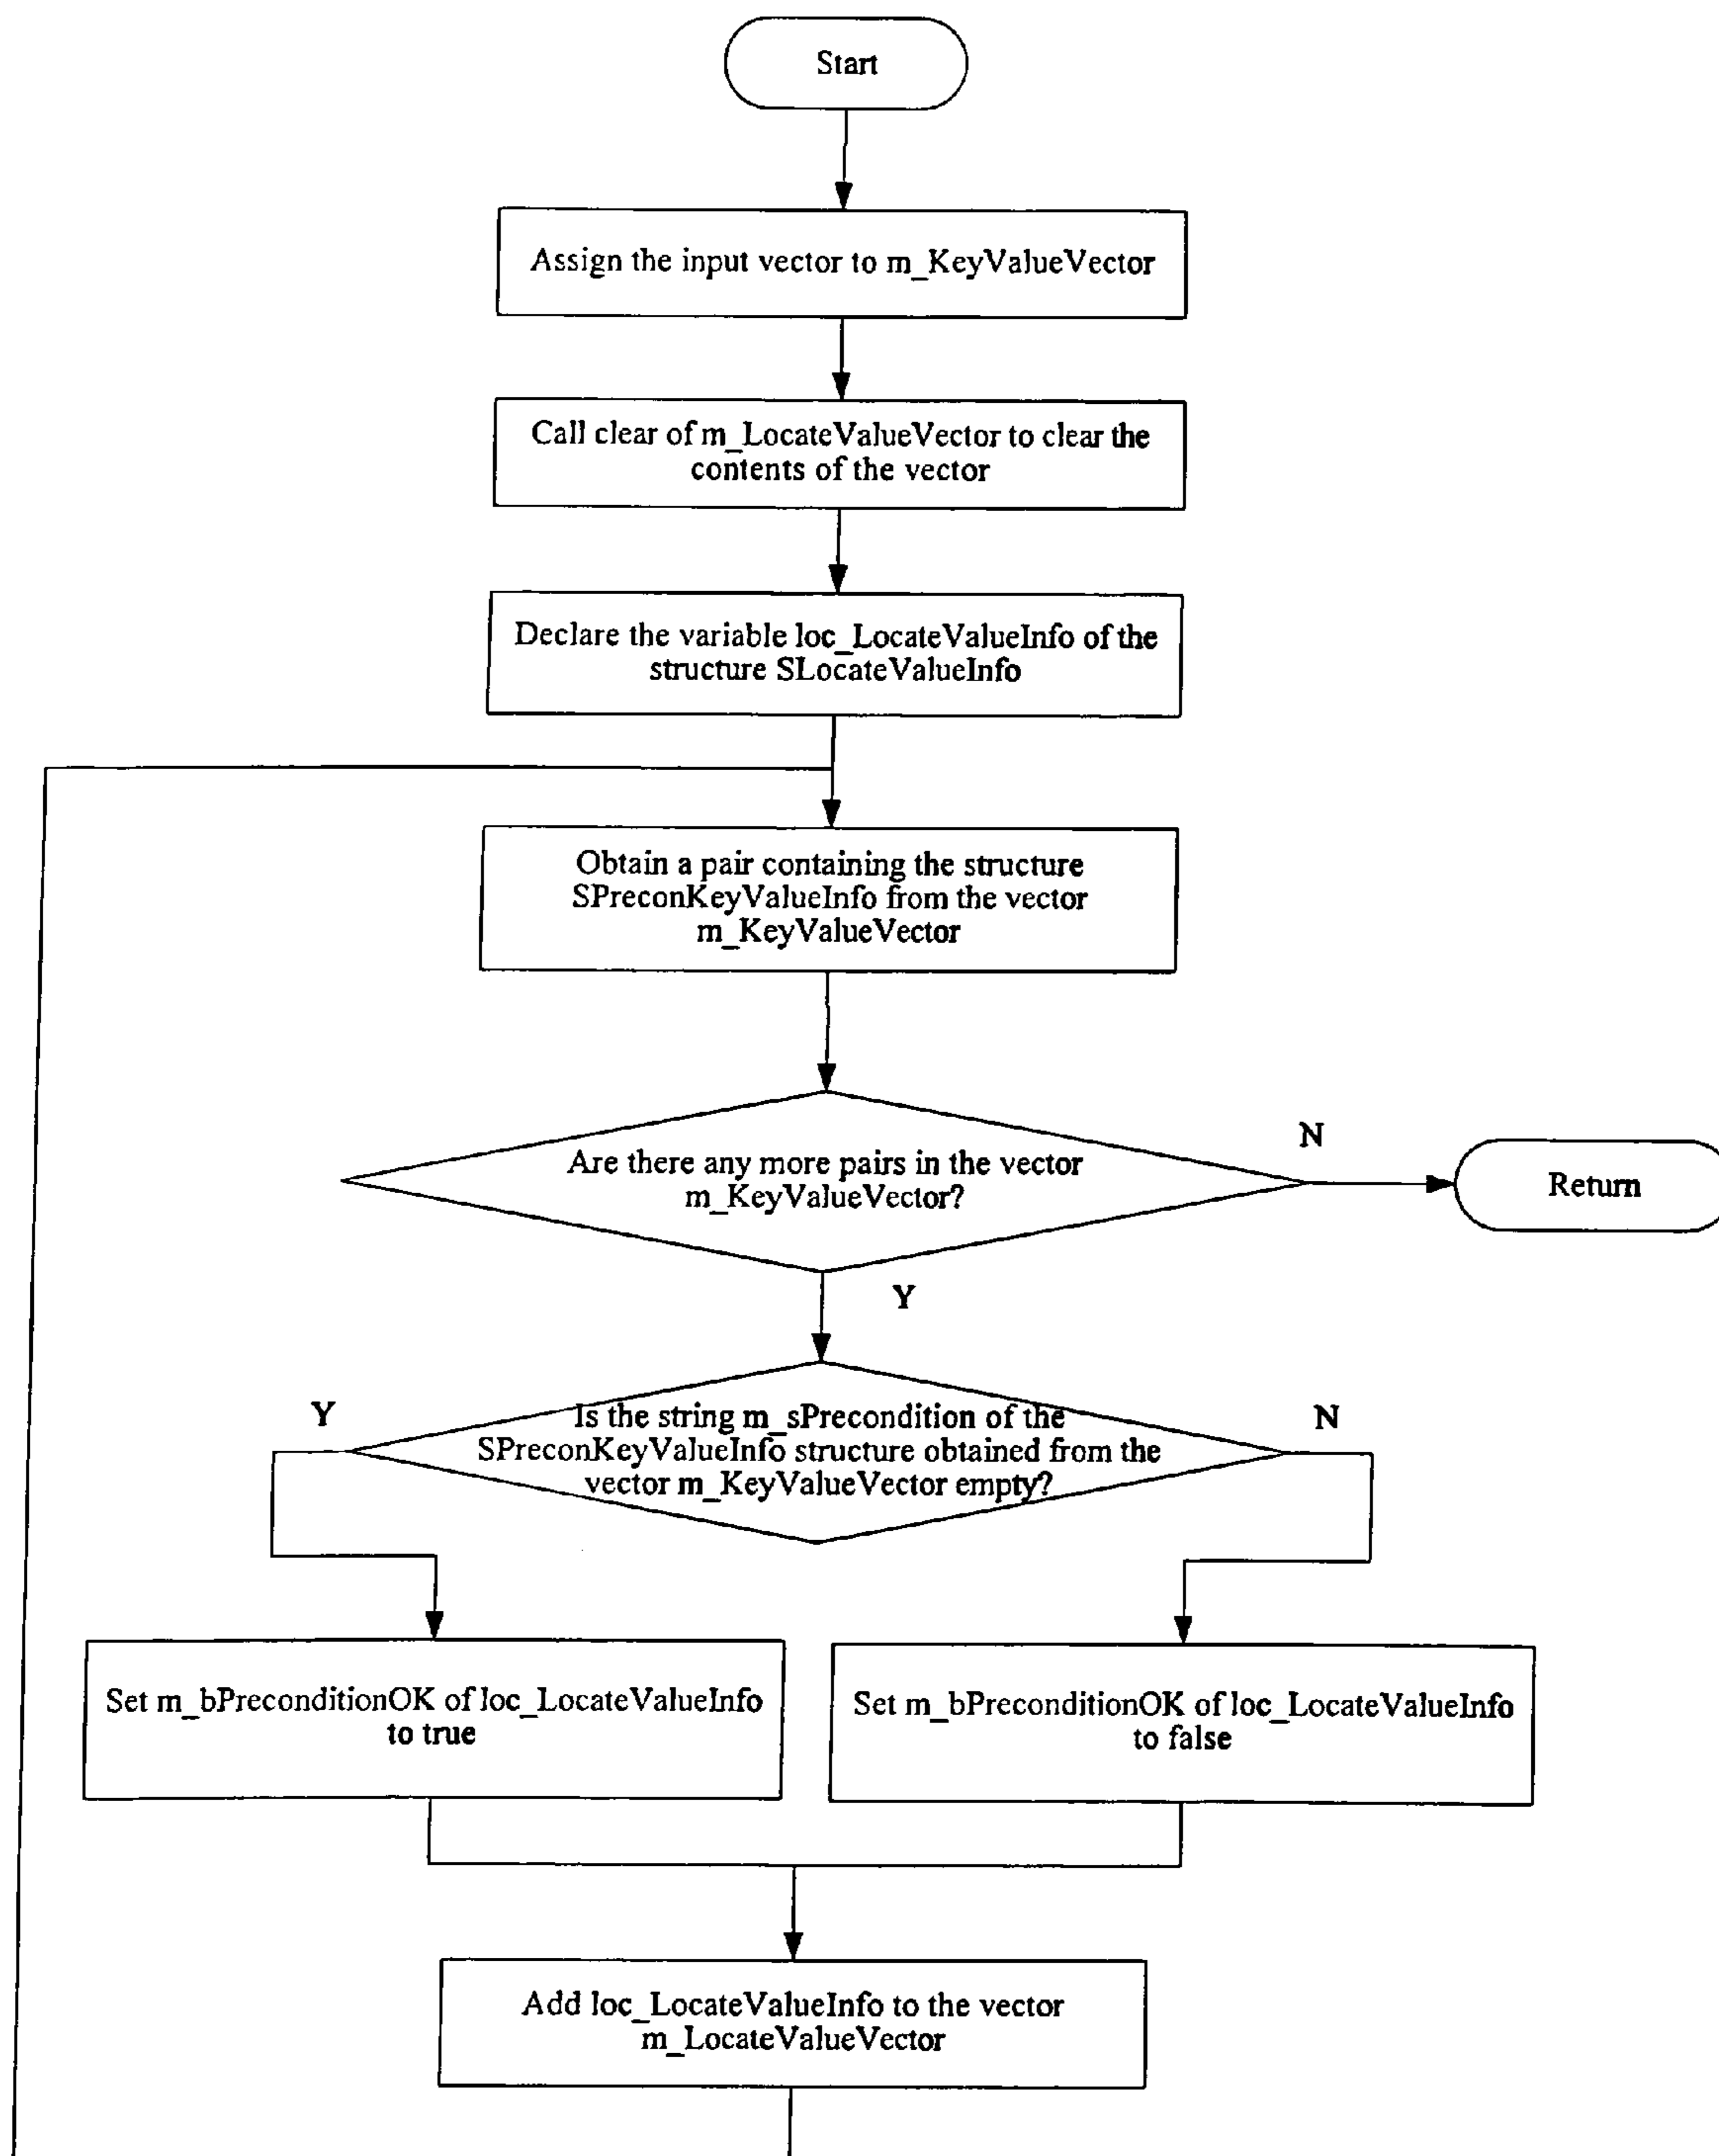 Start
Assign the input vector to m_KeyValueVector
Call clear of m_LocateValueVector to clear the
contents of the vector
Declare the variable loc_LocateValueInfo of the
structure SLocateValueInfo
Obtain a pair containing the structure
SPreconKeyValueInfo from the vector
m_KeyValueVector
Are there any more pairs in the vector
m_KeyValueVector?
N
Return
Y
Y
Is the string m_sPrecondition of the
SPreconKeyValueInfo structure obtained from the
vector m_KeyValueVector empty?
N
Set m_bPreconditionOK of loc_LocateValueInfo
to true
Set m_bPreconditionOK of loc_LocateValueInfo
to false
Add loc_LocateValueInfo to the vector
m_LocateValueVector